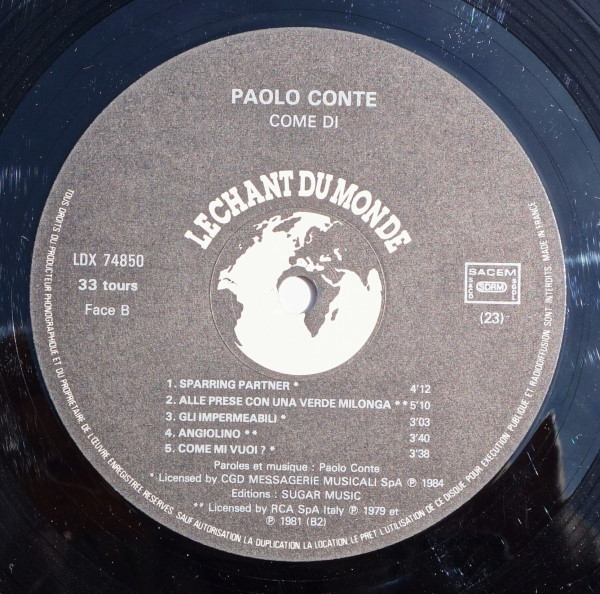 PAOLO CONTE
COME DI
LE CHANT DU MONDE
LDX 74850
33 tours
Face B
SACEM
SACD
SDRM
SGDL
(23)
1. SPARRING PARTNER * 4'12
2. ALLE PRESE CON UNA VERDE MILONGA ** 5'10
3. GLI IMPERMEABILI * 3'03
4. ANGIOLINO ** 3'40
5. COME MI VUOI ? * 3'38
Paroles et musique : Paolo Conte
* Licensed by CGD MESSAGERIE MUSICALI SpA ℗ 1984
Editions : SUGAR MUSIC
** Licensed by RCA SpA Italy ℗ 1979 et
℗ 1981 (B2)
TOUS DROITS DU PRODUCTEUR PHONOGRAPHIQUE ET DU PROPRIETAIRE DE L'ŒUVRE ENREGISTREE RESERVES. SAUF AUTORISATION LA DUPLICATION LA LOCATION LE PRET L'UTILISATION DE CE DISQUE POUR EXECUTION PUBLIQUE ET RADIODIFFUSION SONT INTERDITS. MADE IN FRANCE